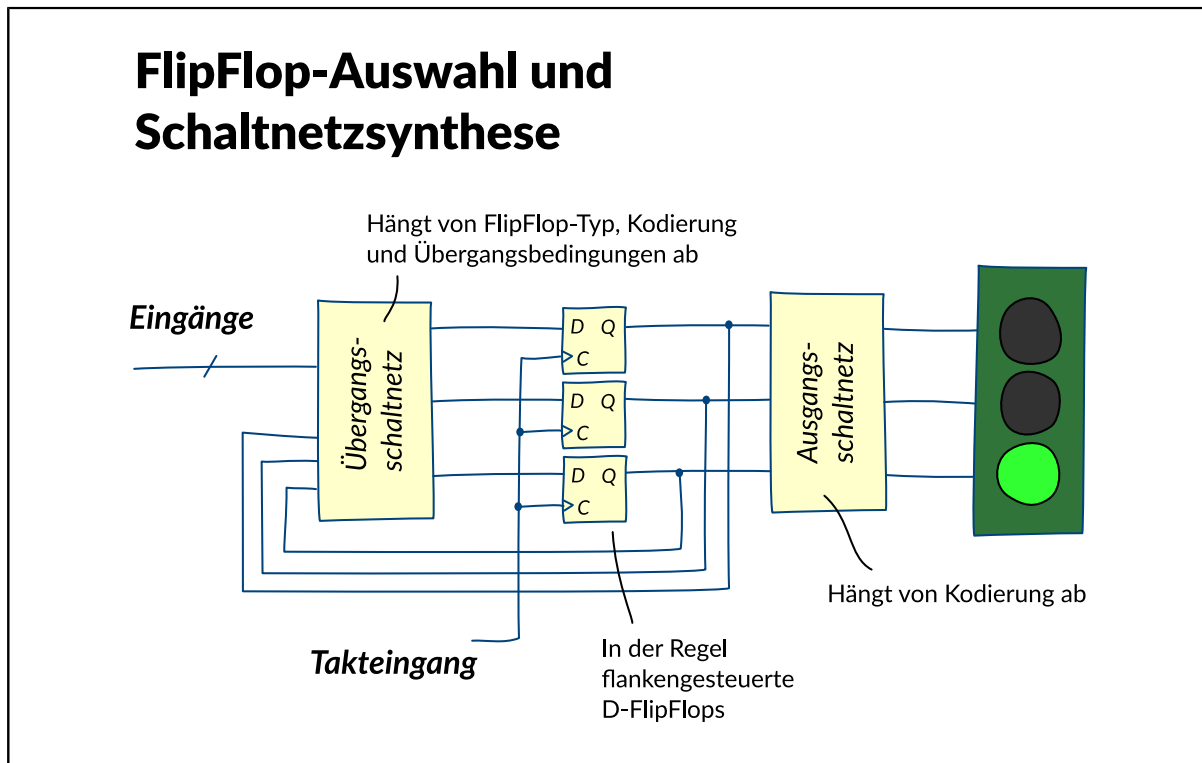 FlipFlop-Auswahl und
Schaltnetzsynthese
Hängt von FlipFlop-Typ, Kodierung
und Übergangsbedingungen ab
Eingänge
Übergangs-
schaltnetz
D Q
C
D Q
C
D Q
C
Ausgangs-
schaltnetz
Hängt von Kodierung ab
Takteingang
In der Regel
flankengesteuerte
D-FlipFlops